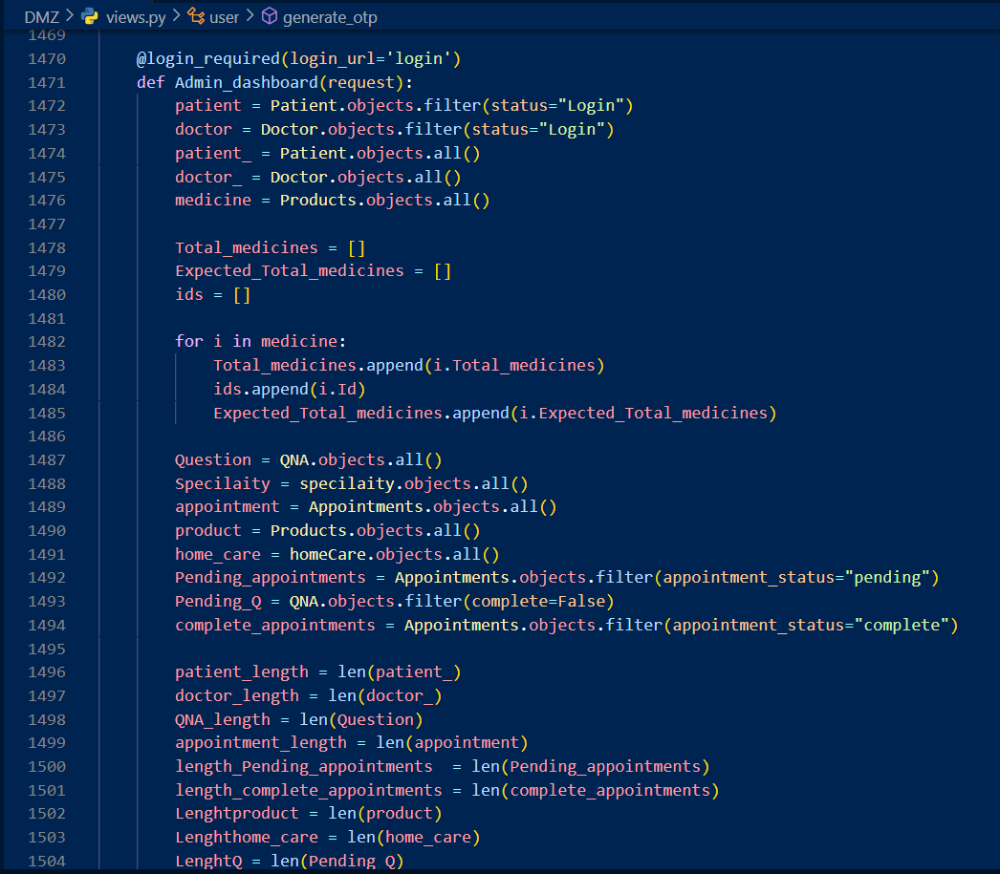 DMZ > views.py > user > generate_otp
1469
1470 @login_required(login_url='login')
1471 def Admin_dashboard(request):
1472 patient = Patient.objects.filter(status="Login")
1473 doctor = Doctor.objects.filter(status="Login")
1474 patient_ = Patient.objects.all()
1475 doctor_ = Doctor.objects.all()
1476 medicine = Products.objects.all()
1477
1478 Total_medicines = []
1479 Expected_Total_medicines = []
1480 ids = []
1481
1482 for i in medicine:
1483 Total_medicines.append(i.Total_medicines)
1484 ids.append(i.Id)
1485 Expected_Total_medicines.append(i.Expected_Total_medicines)
1486
1487 Question = QNA.objects.all()
1488 Specilaity = specilaity.objects.all()
1489 appointment = Appointments.objects.all()
1490 product = Products.objects.all()
1491 home_care = homeCare.objects.all()
1492 Pending_appointments = Appointments.objects.filter(appointment_status="pending")
1493 Pending_Q = QNA.objects.filter(complete=False)
1494 complete_appointments = Appointments.objects.filter(appointment_status="complete")
1495
1496 patient_length = len(patient_)
1497 doctor_length = len(doctor_)
1498 QNA_length = len(Question)
1499 appointment_length = len(appointment)
1500 length_Pending_appointments  = len(Pending_appointments)
1501 length_complete_appointments = len(complete_appointments)
1502 Lenghtproduct = len(product)
1503 Lenghthome_care = len(home_care)
1504 LenghtQ = len(Pending_Q)